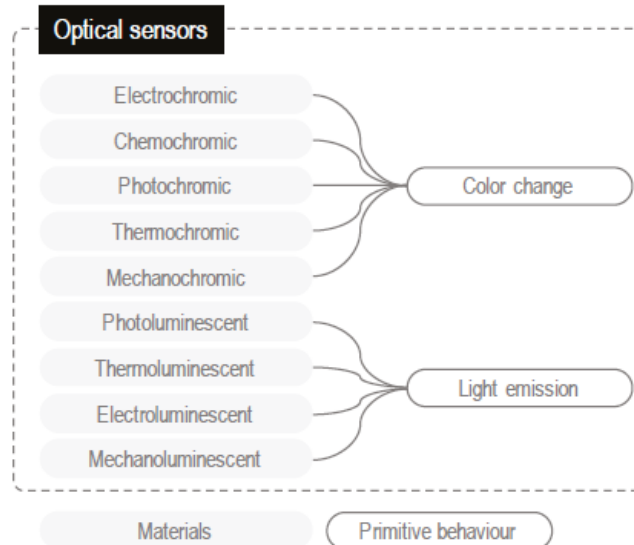 Optical sensors
Electrochromic
Chemochromic
Photochromic
Color change
Thermochromic
Mechanochromic
Photoluminescent
Thermoluminescent
Light emission
Electroluminescent
Mechanoluminescent
Materials
Primitive behaviour